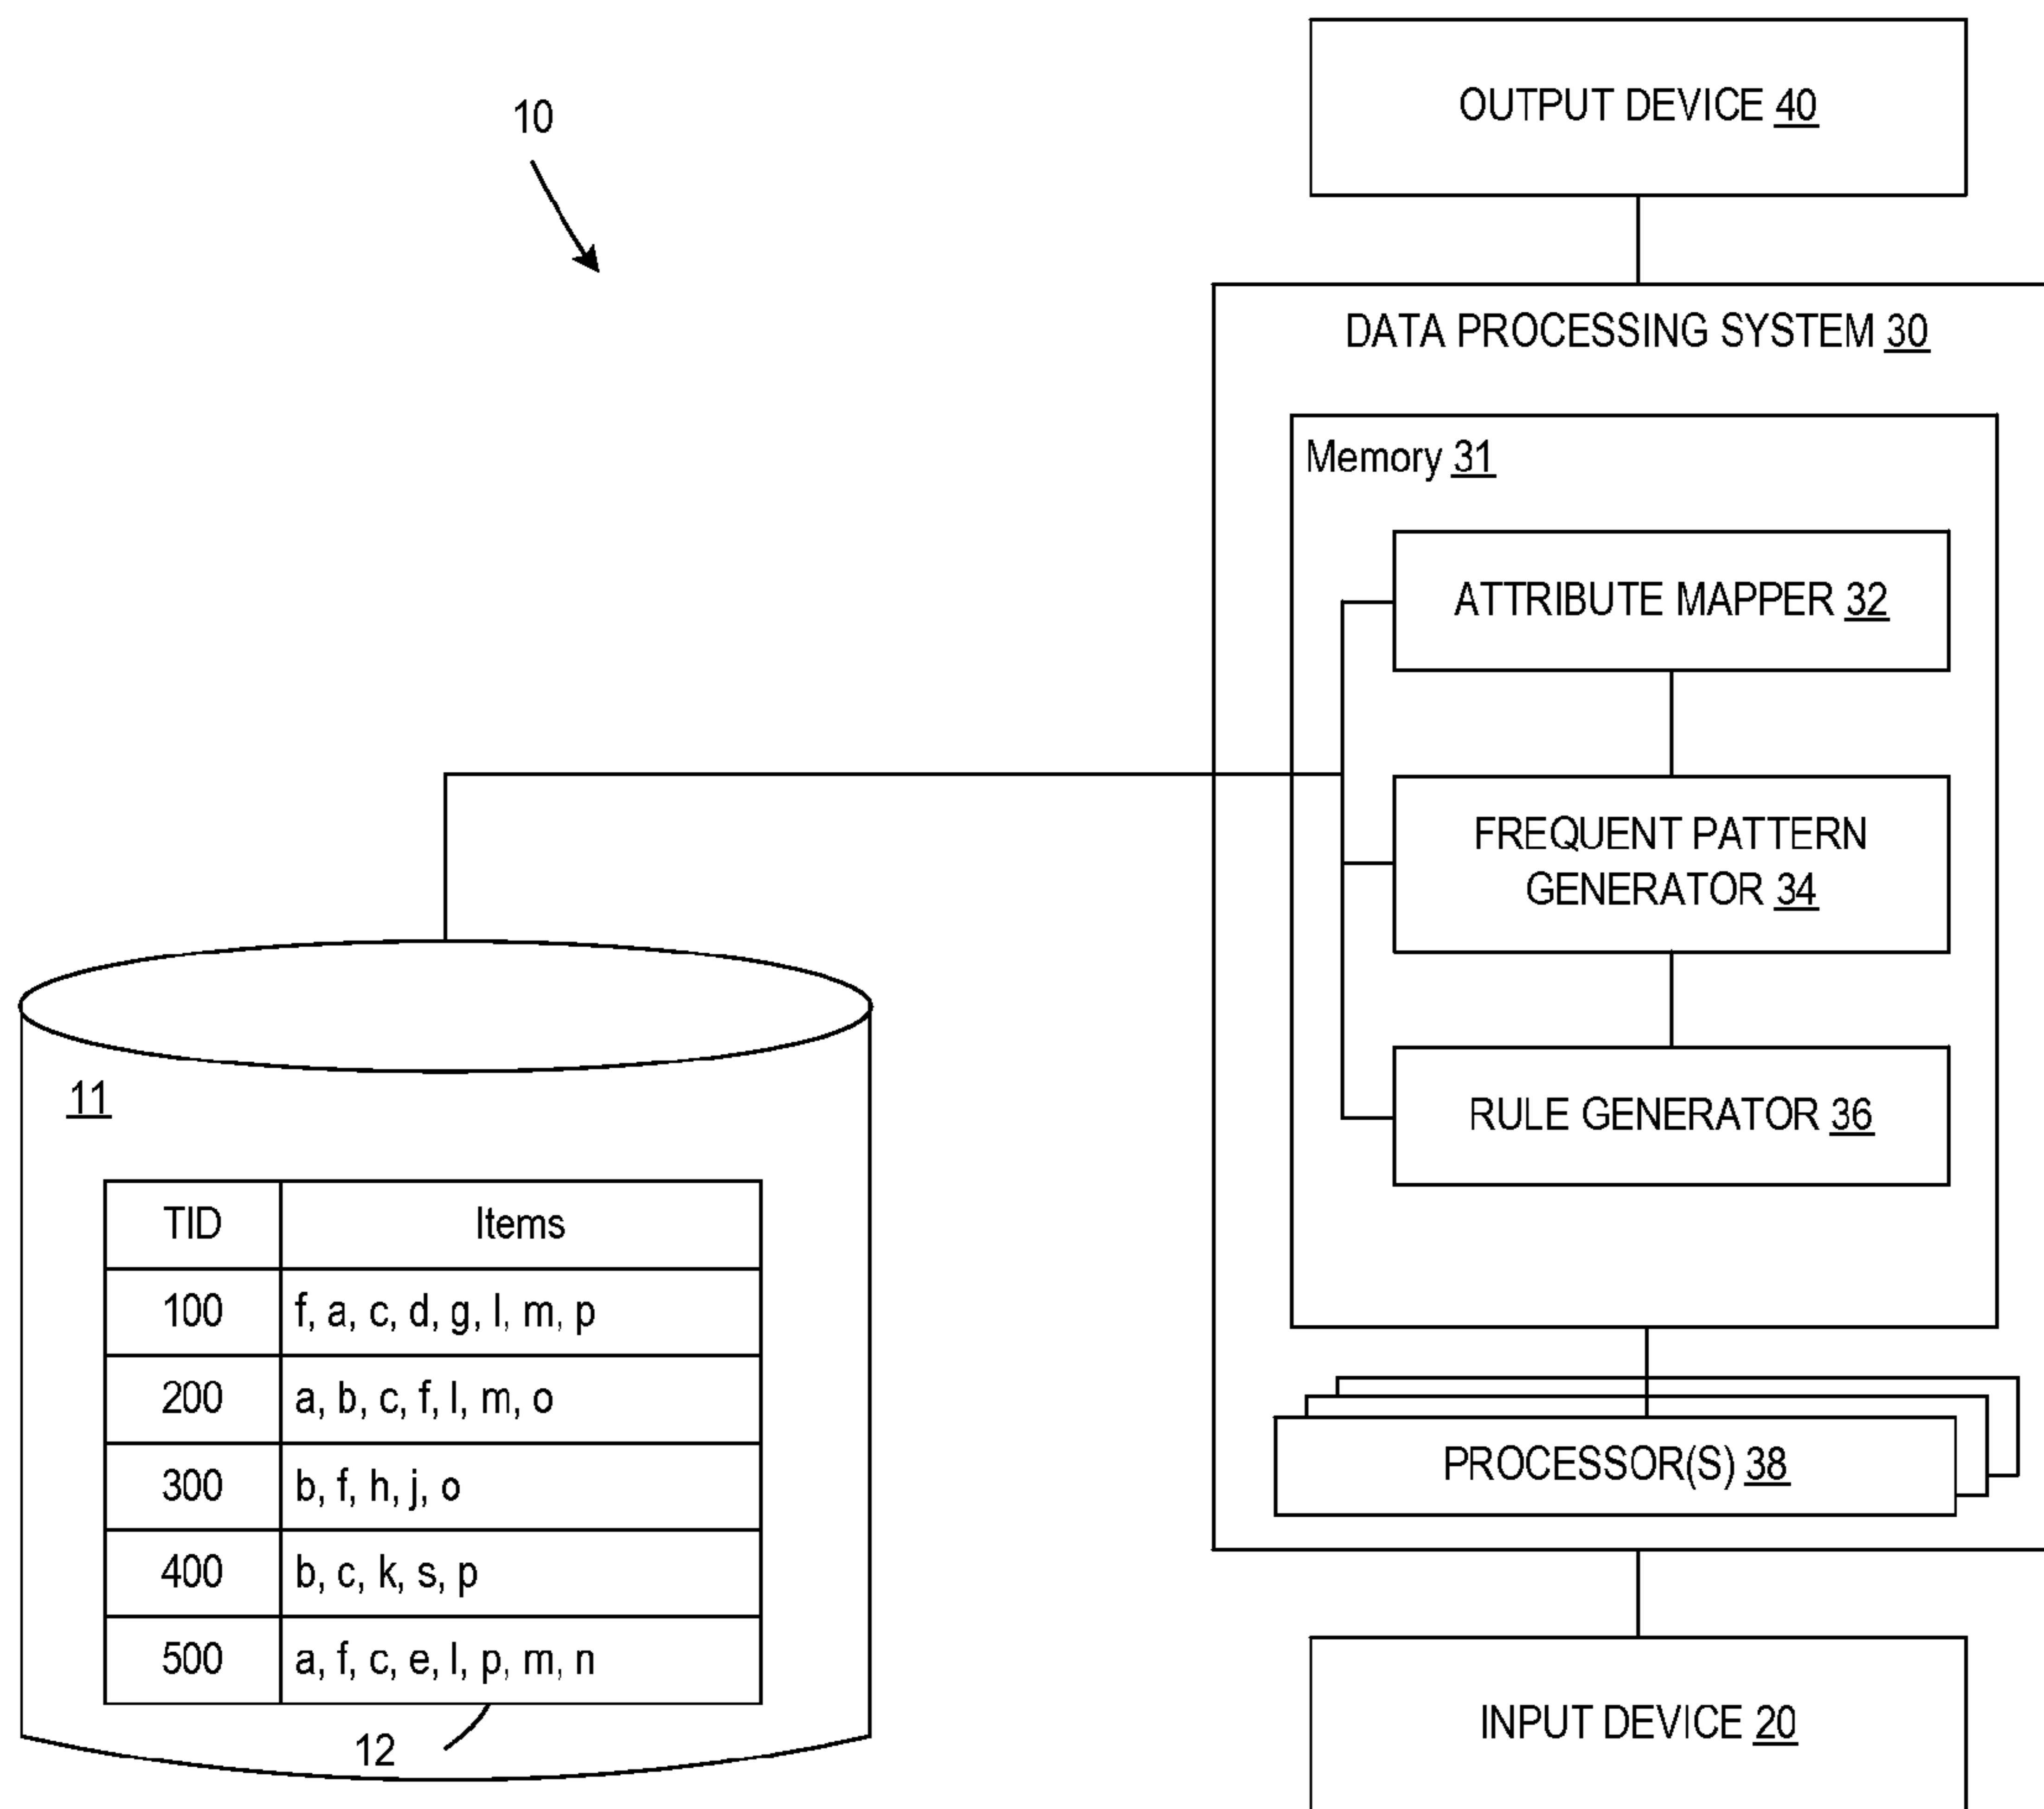 10
OUTPUT DEVICE 40
DATA PROCESSING SYSTEM 30
Memory 31
ATTRIBUTE MAPPER 32
FREQUENT PATTERN
GENERATOR 34
RULE GENERATOR 36
PROCESSOR(S) 38
INPUT DEVICE 20
11
TID Items
100 f, a, c, d, g, l, m, p
200 a, b, c, f, l, m, o
300 b, f, h, j, o
400 b, c, k, s, p
500 a, f, c, e, l, p, m, n
12